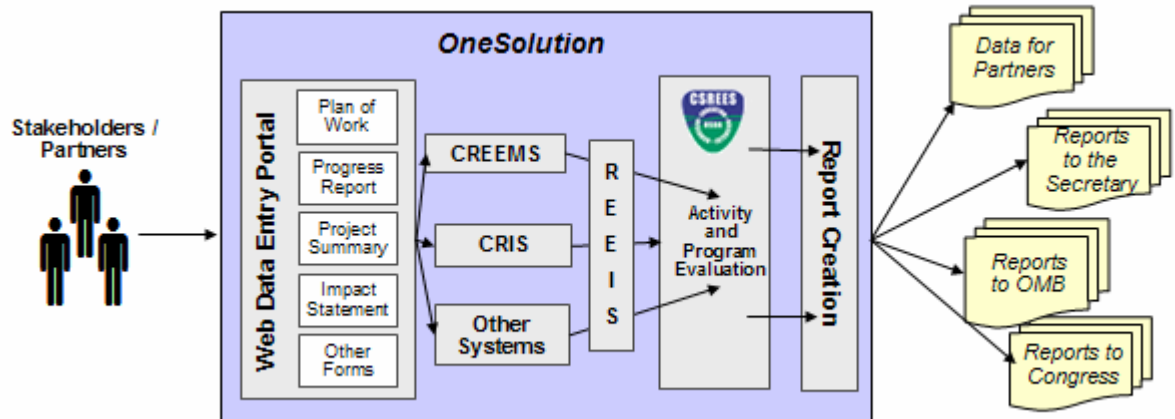 OneSolution
Stakeholders /
Partners
Web Data Entry Portal
Plan of
Work
Progress
Report
Project
Summary
Impact
Statement
Other
Forms
CREEMS
CRIS
Other
Systems
R
E
E
I
S
CSREES
Activity
and
Program
Evaluation
Report Creation
Data for
Partners
Reports
to the
Secretary
Reports
to OMB
Reports to
Congress